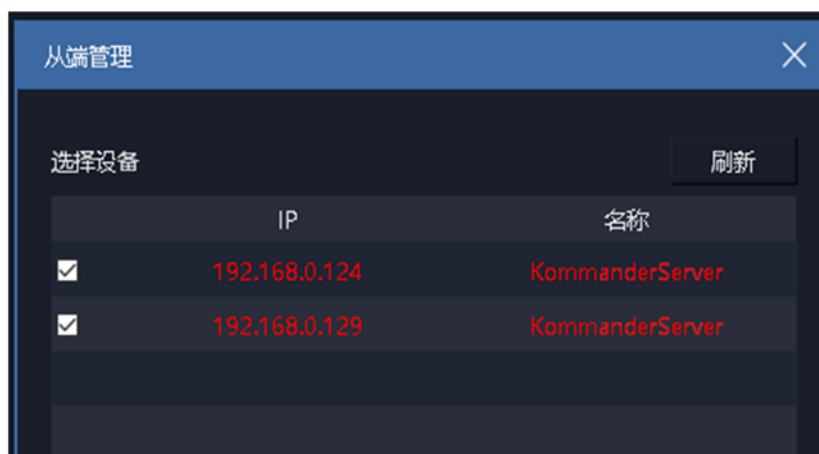 从端管理
选择设备 刷新
IP 名称
192.168.0.124 KommanderServer
192.168.0.129 KommanderServer